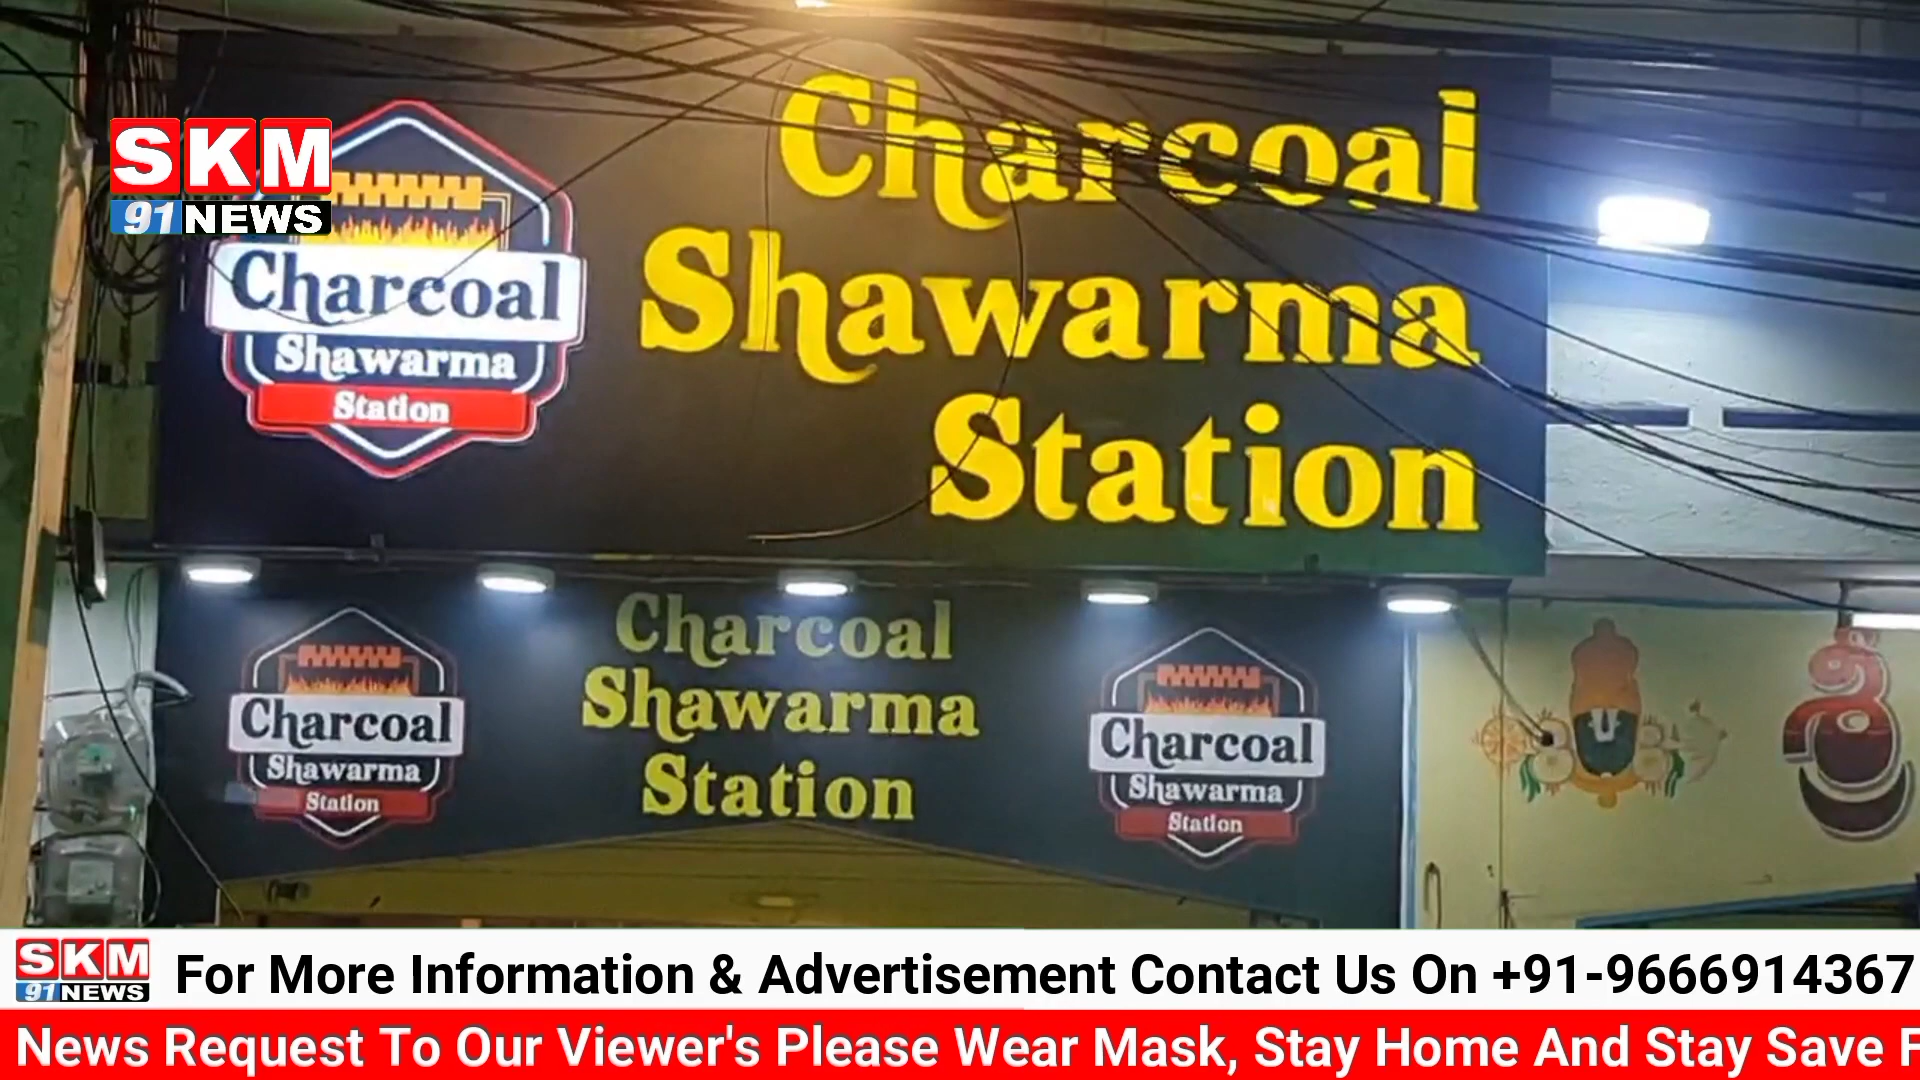 SKM
91 NEWS
Charcoal
Shawarma
Station
Charcoal
Shawarma
Station
Charcoal
Shawarma
Station
Charcoal
Shawarma
Station
Charcoal
Shawarma
Station
SKM
91 NEWS
For More Information & Advertisement Contact Us On +91-9666914367
News Request To Our Viewer's Please Wear Mask, Stay Home And Stay Save F